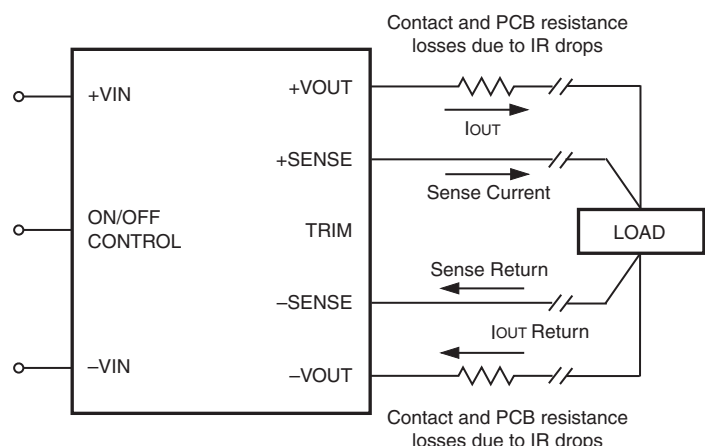 Contact and PCB resistance
losses due to IR drops
+VOUT
+VIN
IOUT
+SENSE
Sense Current
ON/OFF
CONTROL
TRIM
LOAD
Sense Return
–SENSE
IOUT Return
–VIN
–VOUT
Contact and PCB resistance
losses due to IR drops